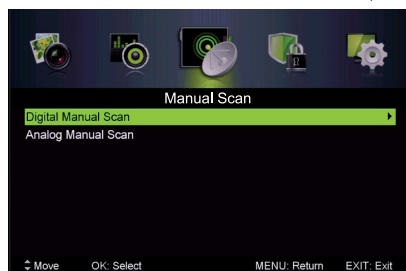 Manual Scan
Digital Manual Scan
Analog Manual Scan
Move OK: Select MENU: Return EXIT: Exit